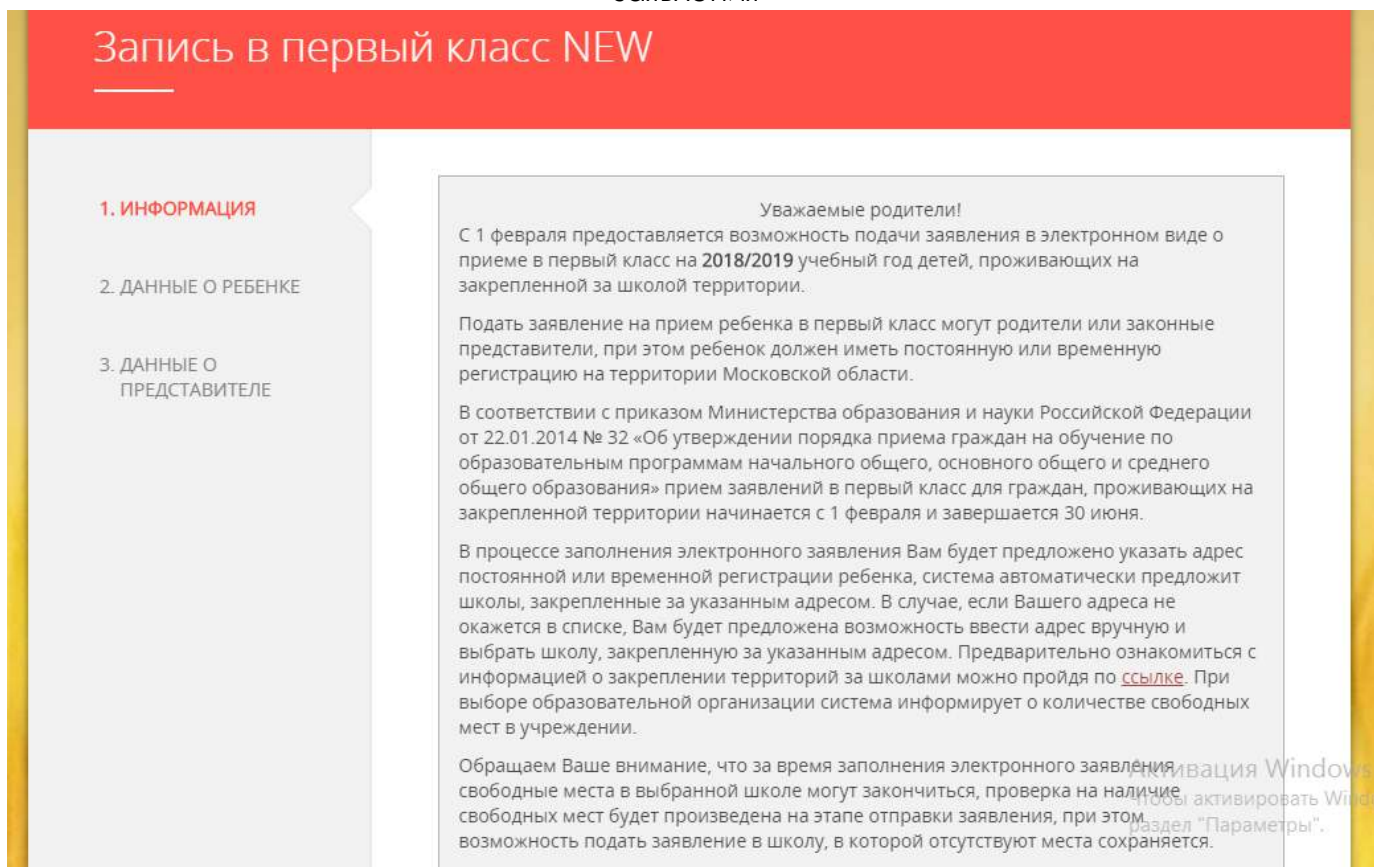 Запись в первый класс NEW
1. ИНФОРМАЦИЯ
2. ДАННЫЕ О РЕБЕНКЕ
3. ДАННЫЕ О
ПРЕДСТАВИТЕЛЕ
Уважаемые родители!
С 1 февраля предоставляется возможность подачи заявления в электронном виде о
приеме в первый класс на 2018/2019 учебный год детей, проживающих на
закрепленной за школой территории.
Подать заявление на прием ребенка в первый класс могут родители или законные
представители, при этом ребенок должен иметь постоянную или временную
регистрацию на территории Московской области.
В соответствии с приказом Министерства образования и науки Российской Федерации
от 22.01.2014 № 32 «Об утверждении порядка приема граждан на обучение по
образовательным программам начального общего, основного общего и среднего
общего образования» прием заявлений в первый класс для граждан, проживающих на
закрепленной территории начинается с 1 февраля и завершается 30 июня.
В процессе заполнения электронного заявления Вам будет предложено указать адрес
постоянной или временной регистрации ребенка, система автоматически предложит
школы, закрепленные за указанным адресом. В случае, если Вашего адреса не
окажется в списке, Вам будет предложена возможность ввести адрес вручную и
выбрать школу, закрепленную за указанным адресом. Предварительно ознакомиться с
информацией о закреплении территорий за школами можно пройдя по ссылке. При
выборе образовательной организации система информирует о количестве свободных
мест в учреждении.
Обращаем Ваше внимание, что за время заполнения электронного заявления
свободные места в выбранной школе могут закончиться, проверка на наличие
свободных мест будет произведена на этапе отправки заявления, при этом
возможность подать заявление в школу, в которой отсутствуют места сохраняется.
Активация Windows
Чтобы активировать
раздел "Параметры".